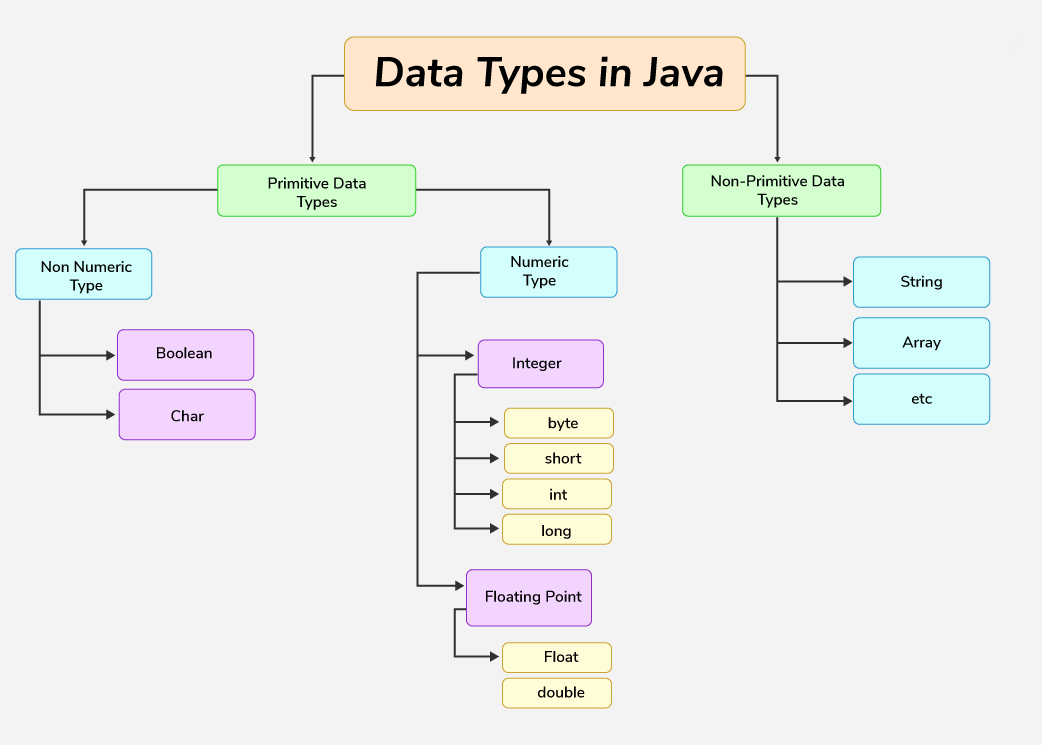 Data Types in Java
Primitive Data
Types
Non-Primitive Data
Types
Non Numeric
Type
Numeric
Type
Boolean
Char
Integer
byte
short
int
long
Floating Point
Float
double
String
Array
etc